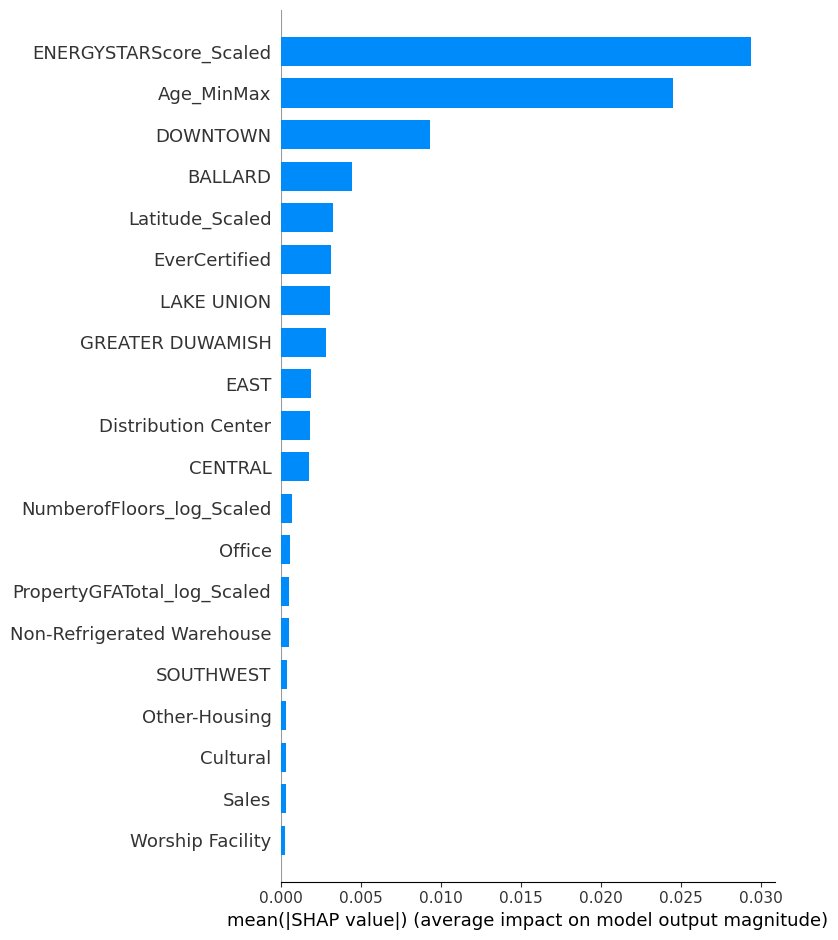 ENERGYSTARScore_Scaled
Age_MinMax
DOWNTOWN
BALLARD
Latitude_Scaled
EverCertified
LAKE UNION
GREATER DUWAMISH
EAST
Distribution Center
CENTRAL
NumberofFloors_log_Scaled
Office
PropertyGFATotal_log_Scaled
Non-Refrigerated Warehouse
SOUTHWEST
Other-Housing
Cultural
Sales
Worship Facility
0.000 0.005 0.010 0.015 0.020 0.025 0.030
mean(|SHAP value|) (average impact on model output magnitude)